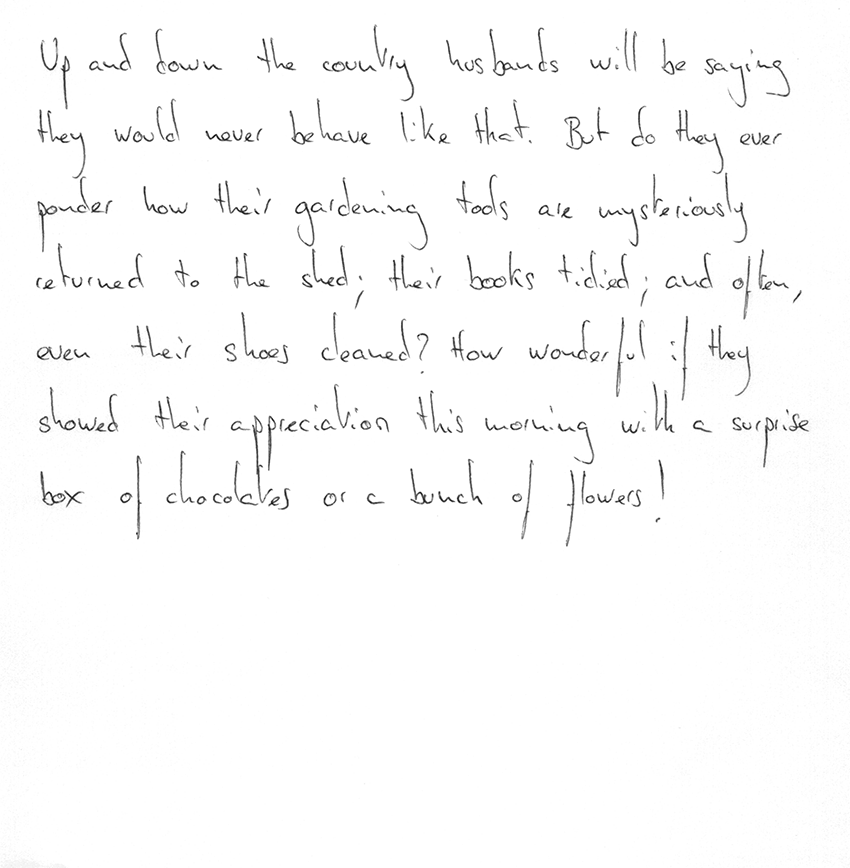 Up and down the country husbands will be saying
they would never behave like that. But do they ever
ponder how their gardening tools are mysteriously
returned to the shed; their books tidied; and often,
even their shoes cleaned? How wonderful if they
showed their appreciation this morning with a surprise
box of chocolates or a bunch of flowers!